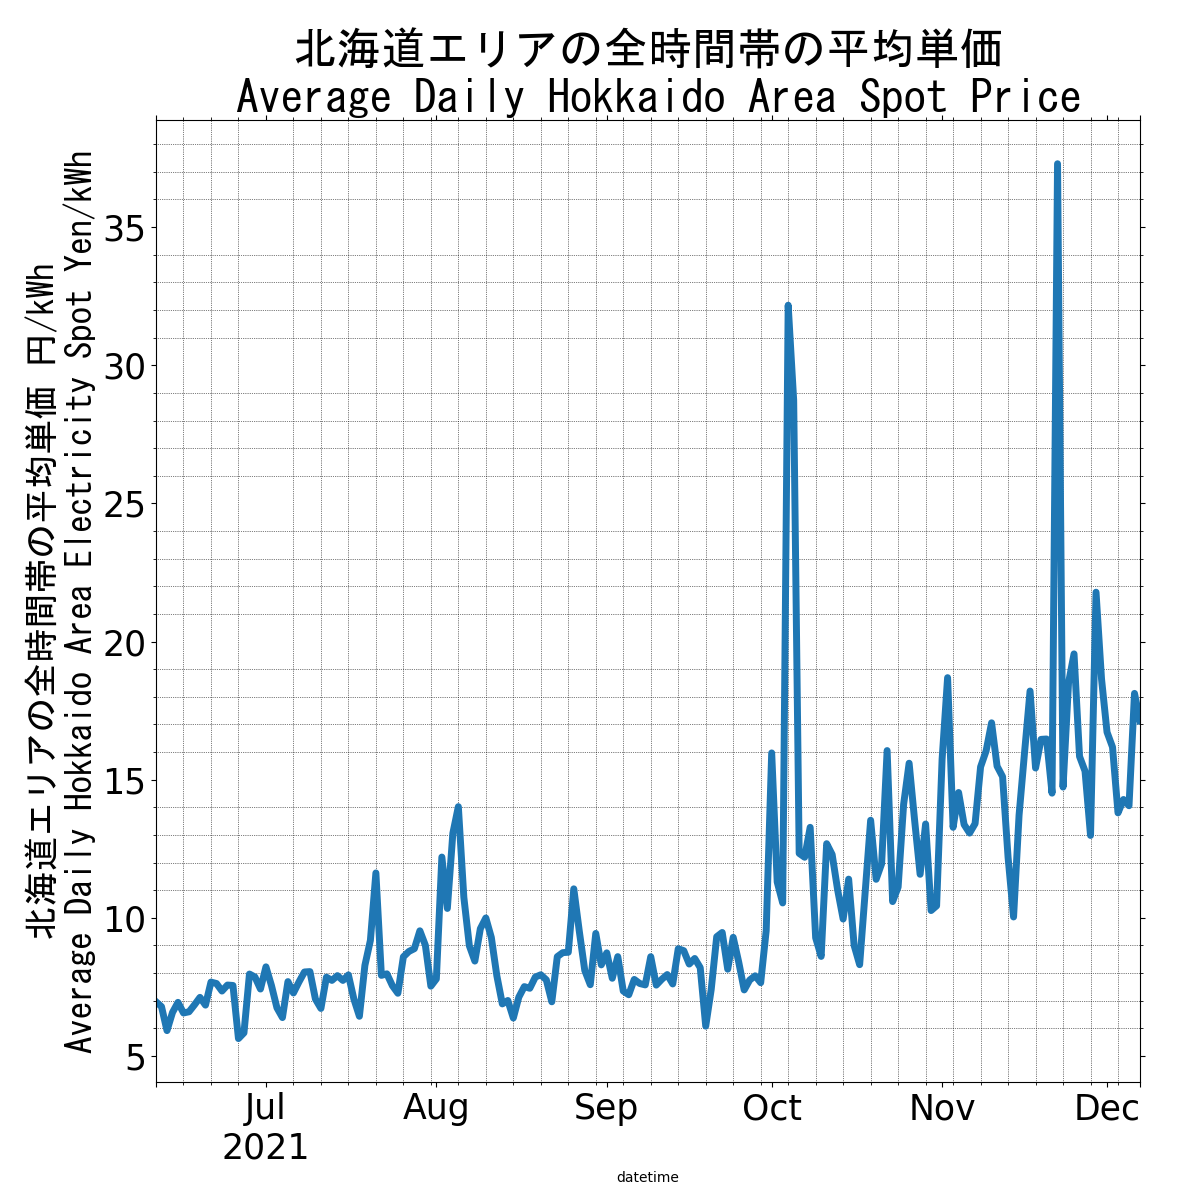 北海道エリアの全時間帯の平均単価
Average Daily Hokkaido Area Spot Price
北海道エリアの全時間帯の平均単価 円/kWh
Average Daily Hokkaido Area Electricity Spot Yen/kWh
35
30
25
20
15
10
5
Jul
2021
Aug
Sep
Oct
Nov
Dec
datetime